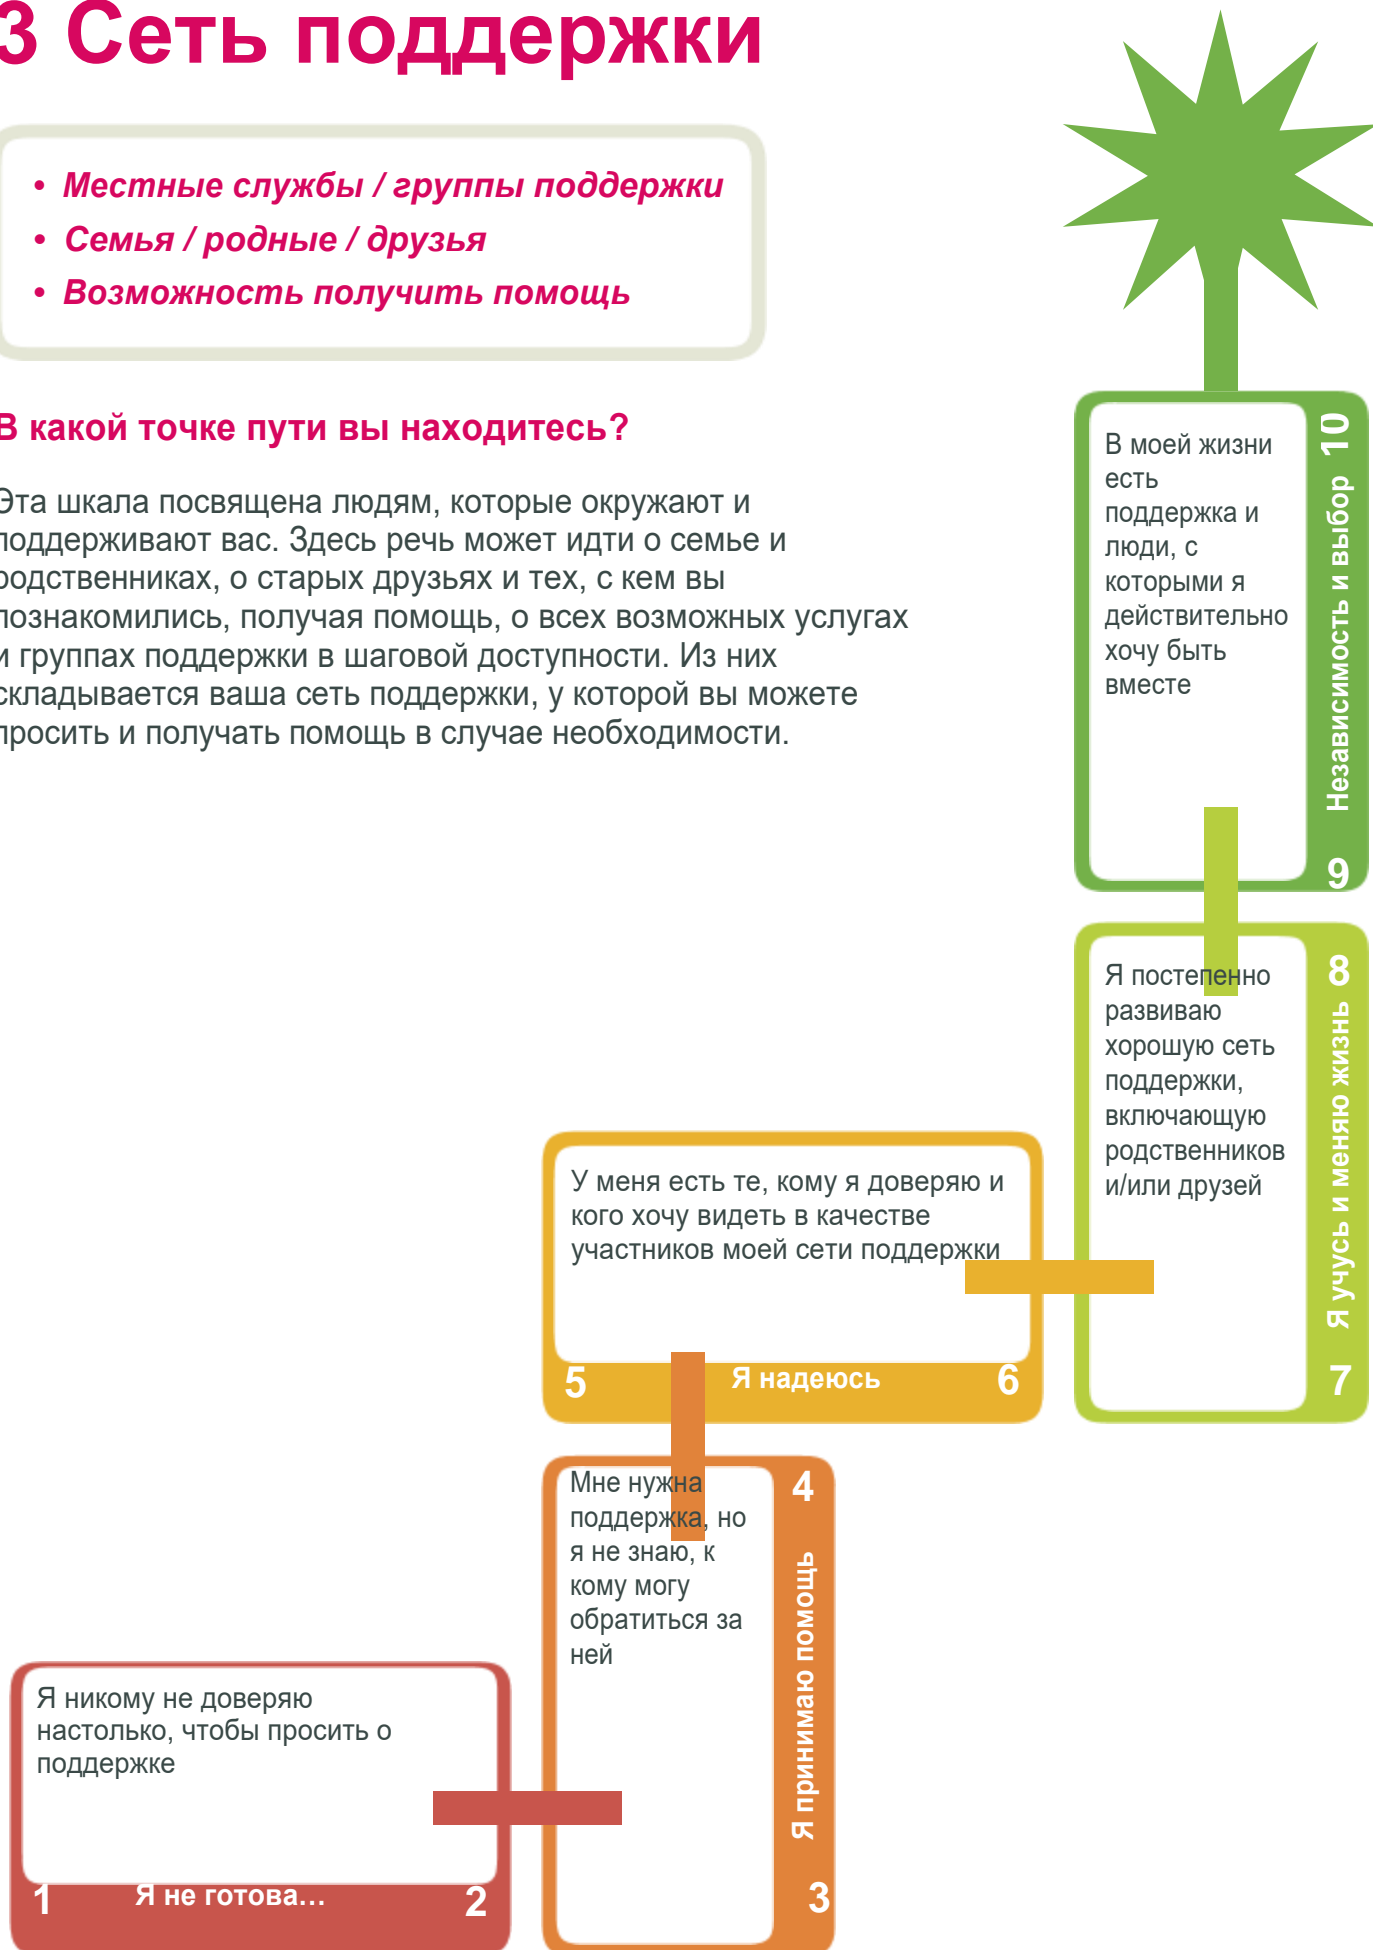 3 Сеть поддержки
• Местные службы / группы поддержки
• Семья / родные / друзья
• Возможность получить помощь
В какой точке пути вы находитесь?
Эта шкала посвящена людям, которые окружают и
поддерживают вас. Здесь речь может идти о семье и
родственниках, о старых друзьях и тех, с кем вы
познакомились, получая помощь, о всех возможных услугах
и группах поддержки в шаговой доступности. Из них
складывается ваша сеть поддержки, у которой вы можете
просить и получать помощь в случае необходимости.
В моей жизни
есть
поддержка и
люди, с
которыми я
действительно
хочу быть
вместе
10
Независимость и выбор
9
Я постепенно
развиваю
хорошую сеть
поддержки,
включающую
родственников
и/или друзей
8
Я учусь и меняю жизнь
7
У меня есть те, кому я доверяю и
кого хочу видеть в качестве
участников моей сети поддержки
5 Я надеюсь 6
Мне нужна
поддержка, но
я не знаю, к
кому могу
обратиться за
ней
4
Я принимаю помощь
3
Я никому не доверяю
настолько, чтобы просить о
поддержке
1 Я не готова… 2